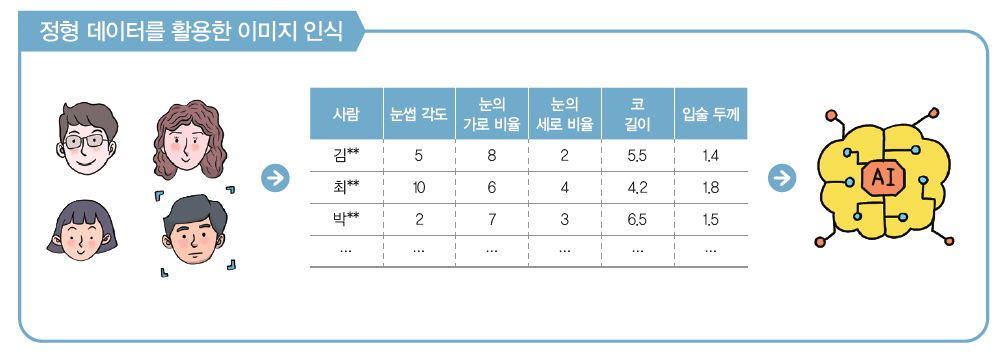 정형 데이터를 활용한 이미지 인식
사람 눈썹 각도 눈의 가로 비율 눈의 세로 비율 코 길이 입술 두께
김** 5 8 2 5.5 1.4
최** 10 6 4 4.2 1.8
박** 2 7 3 6.5 1.5
... ... ... ... ... ...
AI